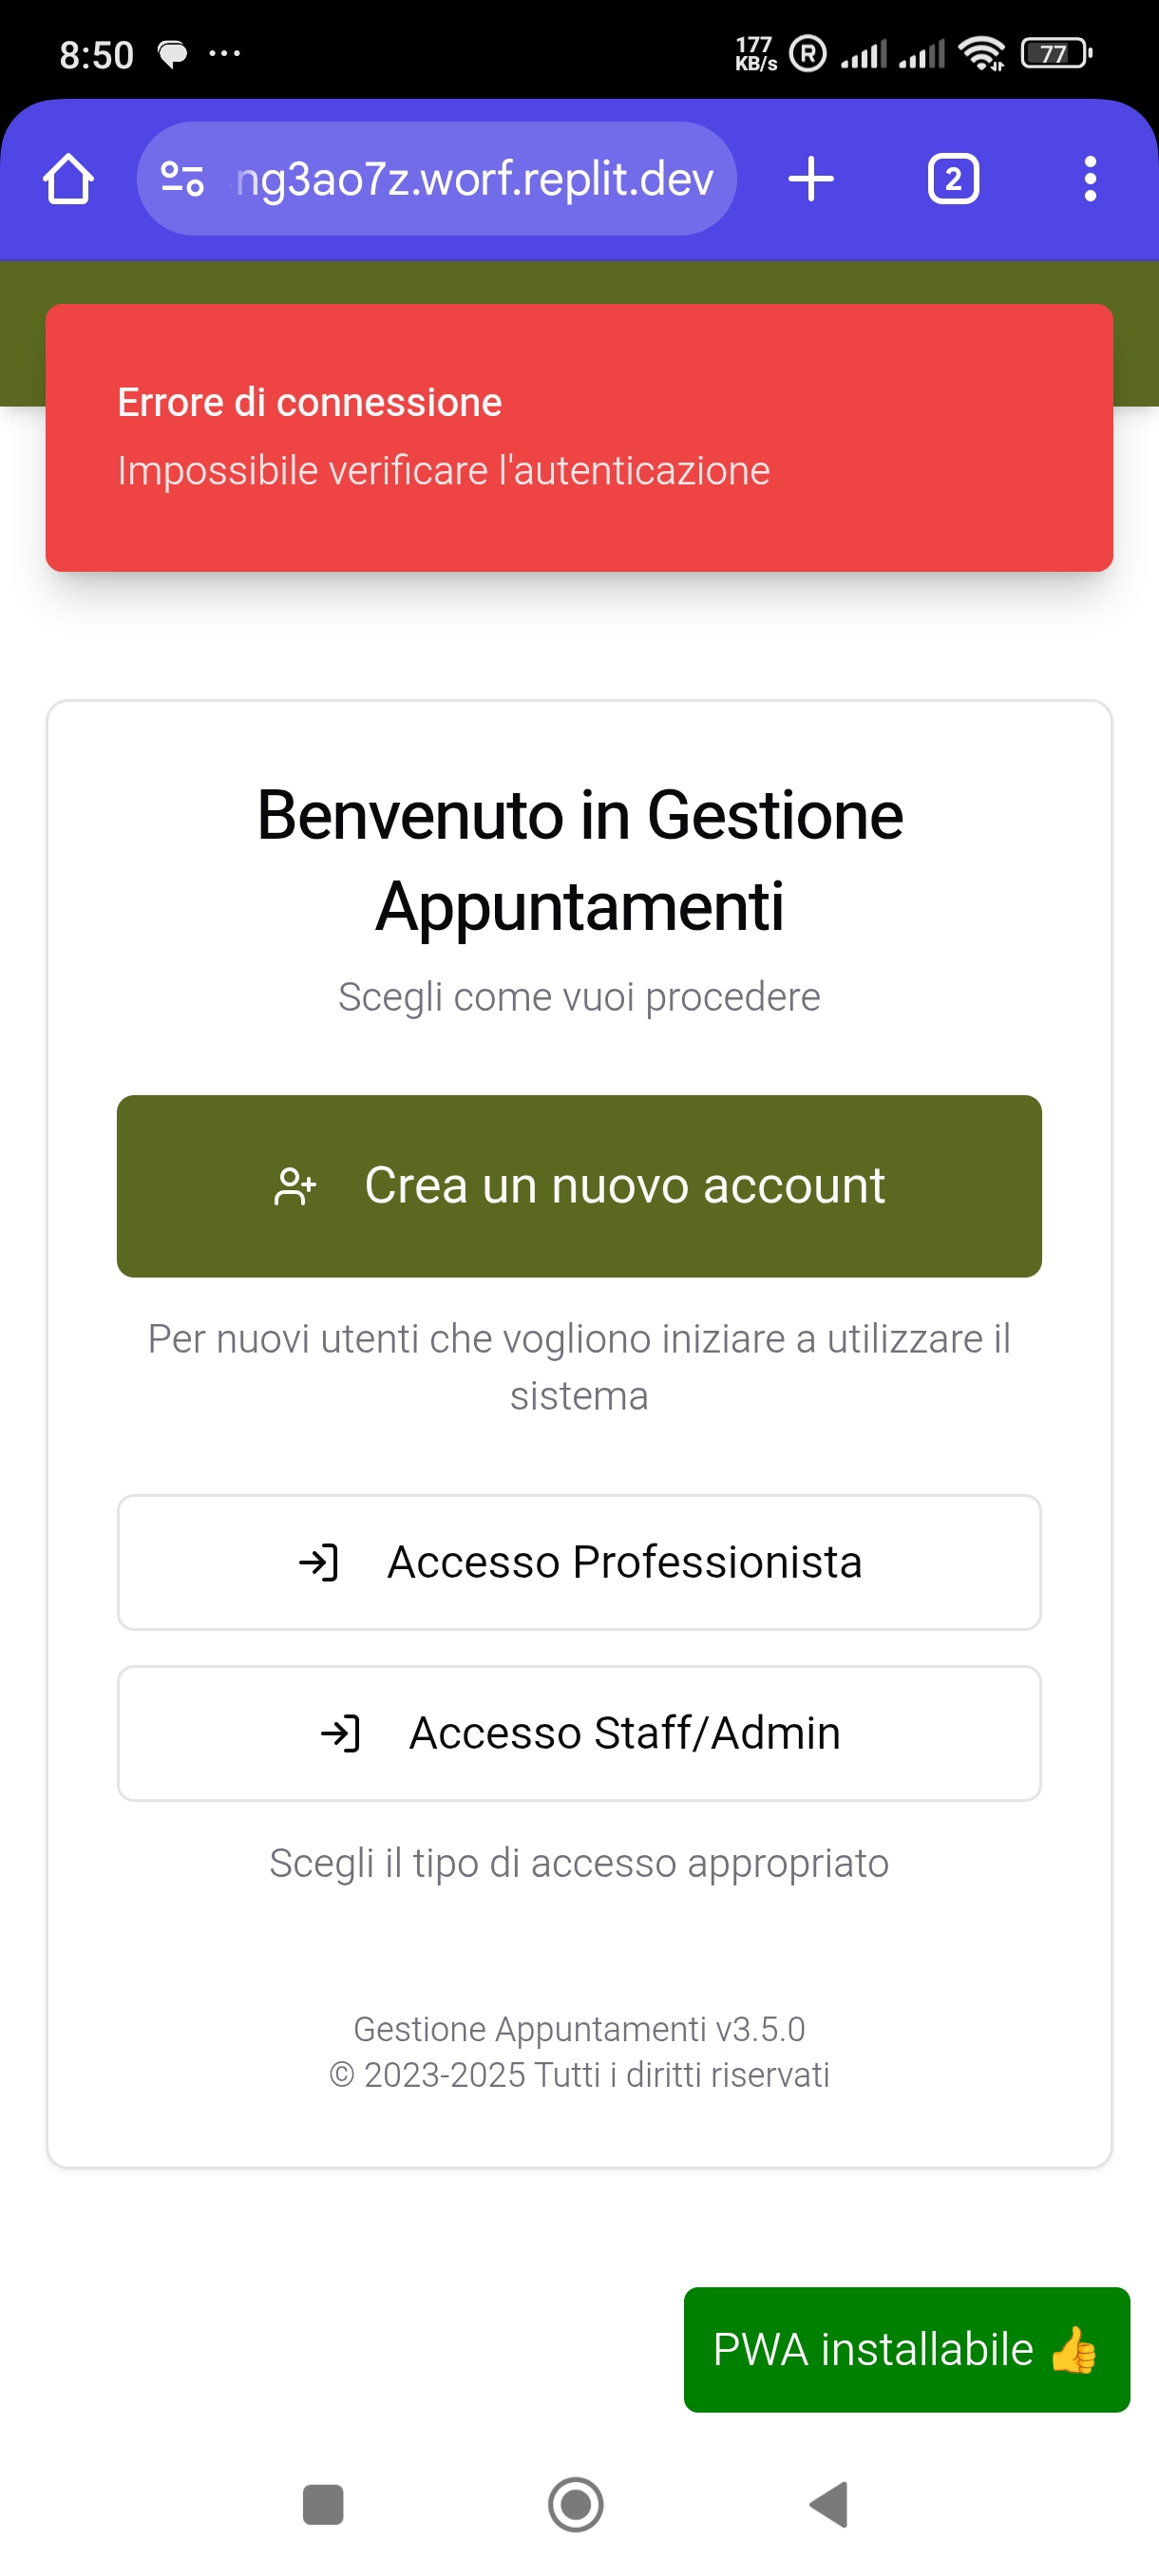 8:50
177
KB/s
R
77
ng3ao7z.worf.replit.dev
2
Errore di connessione
Impossibile verificare l'autenticazione
Benvenuto in Gestione
Appuntamenti
Scegli come vuoi procedere
Crea un nuovo account
Per nuovi utenti che vogliono iniziare a utilizzare il
sistema
Accesso Professionista
Accesso Staff/Admin
Scegli il tipo di accesso appropriato
Gestione Appuntamenti v3.5.0
© 2023-2025 Tutti i diritti riservati
PWA installabile 👍